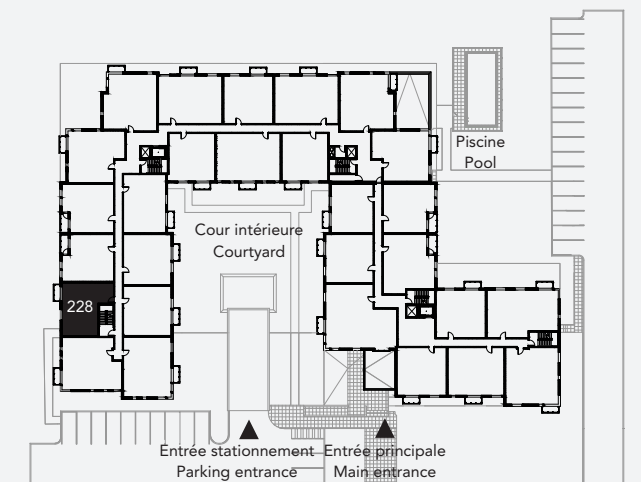 Piscine
Pool
Cour intérieure
Courtyard
228
Entrée stationnement
Parking entrance
Entrée principale
Main entrance